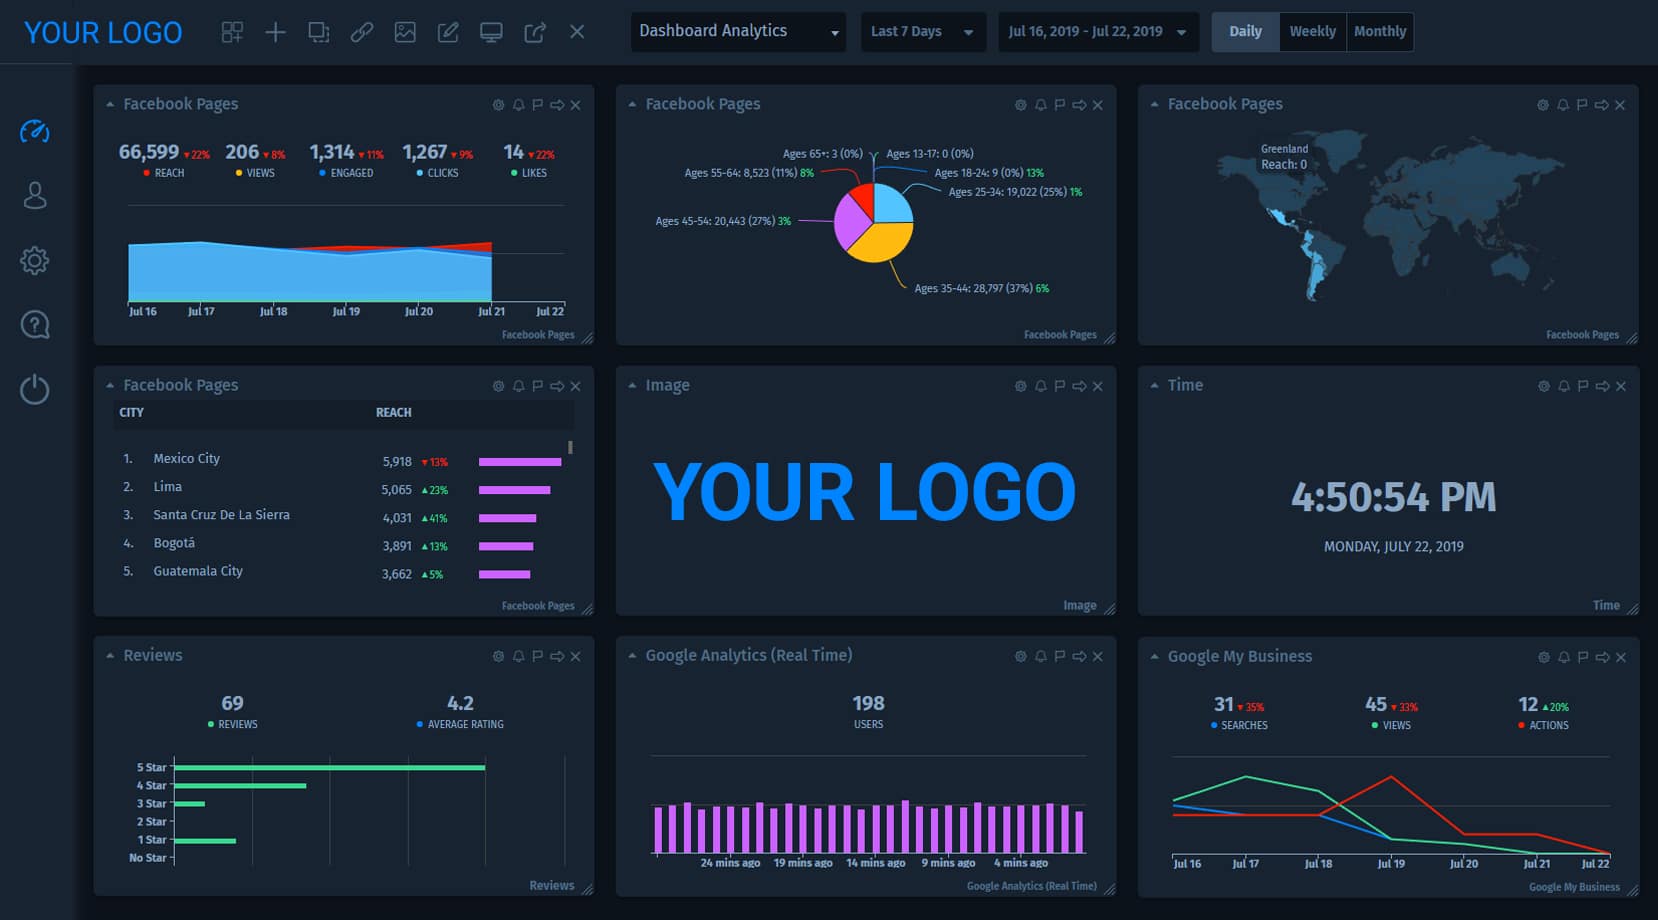 YOUR LOGO
Dashboard Analytics
Last 7 Days
Jul 16, 2019 - Jul 22, 2019
Daily
Weekly
Monthly
Facebook Pages
66,599 ▼22% 206 ▼8% 1,314 ▼11% 1,267 ▼9% 14 ▼22%
REACH VIEWS ENGAGED CLICKS LIKES
Jul 16 Jul 17 Jul 18 Jul 19 Jul 20 Jul 21 Jul 22
Facebook Pages
Facebook Pages
Ages 65+: 3 (0%) Ages 13-17: 0 (0%)
Ages 55-64: 8,523 (11%) 8% Ages 18-24: 9 (0%) 13%
Ages 25-34: 19,022 (25%) 1%
Ages 45-54: 20,443 (27%) 3%
Ages 35-44: 28,797 (37%) 6%
Facebook Pages
Facebook Pages
Greenland
Reach: 0
Facebook Pages
Facebook Pages
CITY REACH
1. Mexico City 5,918 ▼13%
2. Lima 5,065 ▲23%
3. Santa Cruz De La Sierra 4,031 ▲41%
4. Bogotá 3,891 ▲13%
5. Guatemala City 3,662 ▲5%
Facebook Pages
Image
YOUR LOGO
Image
Time
4:50:54 PM
MONDAY, JULY 22, 2019
Time
Reviews
69 4.2
REVIEWS AVERAGE RATING
5 Star
4 Star
3 Star
2 Star
1 Star
No Star
Reviews
Google Analytics (Real Time)
198
USERS
24 mins ago 19 mins ago 14 mins ago 9 mins ago 4 mins ago
Google Analytics (Real Time)
Google My Business
31 ▼35% 45 ▼33% 12 ▲20%
SEARCHES VIEWS ACTIONS
Jul 16 Jul 17 Jul 18 Jul 19 Jul 20 Jul 21 Jul 22
Google My Business